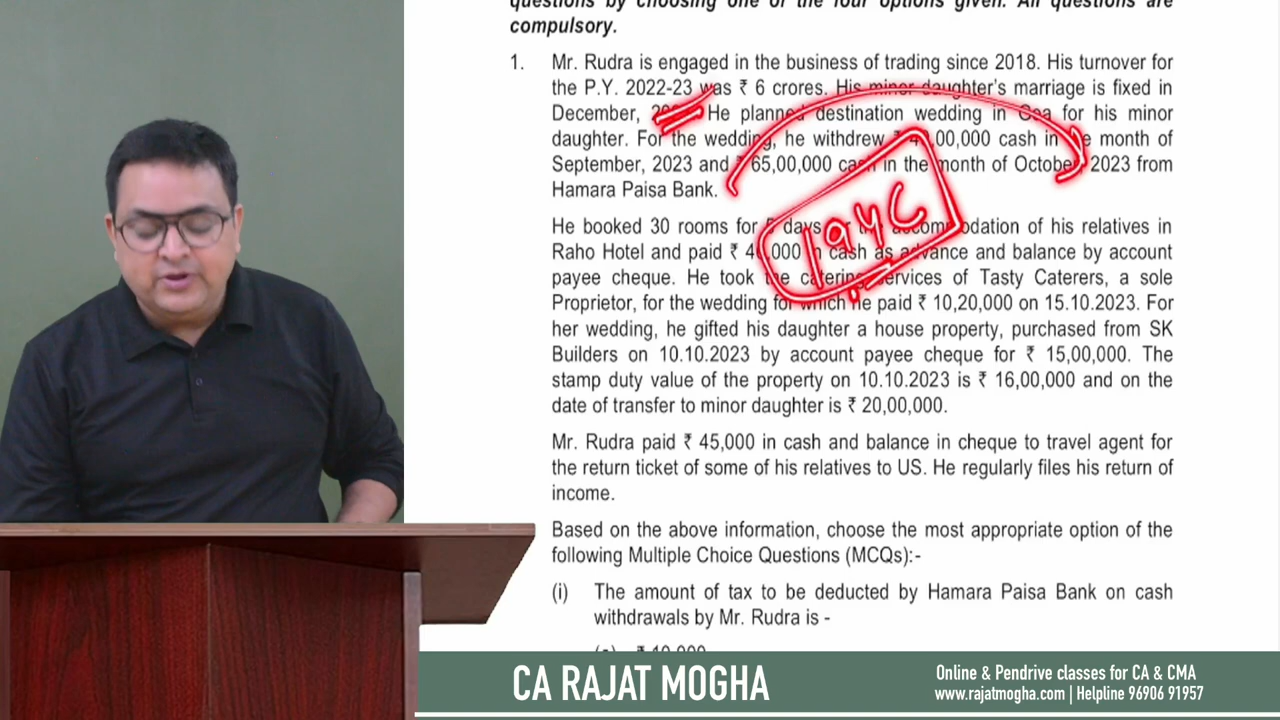 questions by choosing one of the four options given. All questions are
compulsory.
1. Mr. Rudra is engaged in the business of trading since 2018. His turnover for
the P.Y. 2022-23 was ₹ 6 crores. His minor daughter's marriage is fixed in
December, He planned destination wedding in Goa for his minor
daughter. For the wedding, he withdrew ₹ ,00,000 cash in the month of
September, 2023 and ₹ 65,00,000 cash in the month of October, 2023 from
Hamara Paisa Bank.
194C
He booked 30 rooms for days accommodation of his relatives in
Raho Hotel and paid ₹ in cash as advance and balance by account
payee cheque. He took the catering services of Tasty Caterers, a sole
Proprietor, for the wedding for which he paid ₹ 10,20,000 on 15.10.2023. For
her wedding, he gifted his daughter a house property, purchased from SK
Builders on 10.10.2023 by account payee cheque for ₹ 15,00,000. The
stamp duty value of the property on 10.10.2023 is ₹ 16,00,000 and on the
date of transfer to minor daughter is ₹ 20,00,000.
Mr. Rudra paid ₹ 45,000 in cash and balance in cheque to travel agent for
the return ticket of some of his relatives to US. He regularly files his return of
income.
Based on the above information, choose the most appropriate option of the
following Multiple Choice Questions (MCQs):-
(i) The amount of tax to be deducted by Hamara Paisa Bank on cash
withdrawals by Mr. Rudra is -
CA RAJAT MOGHA
Online & Pendrive classes for CA & CMA
www.rajatmogha.com | Helpline 96906 91957